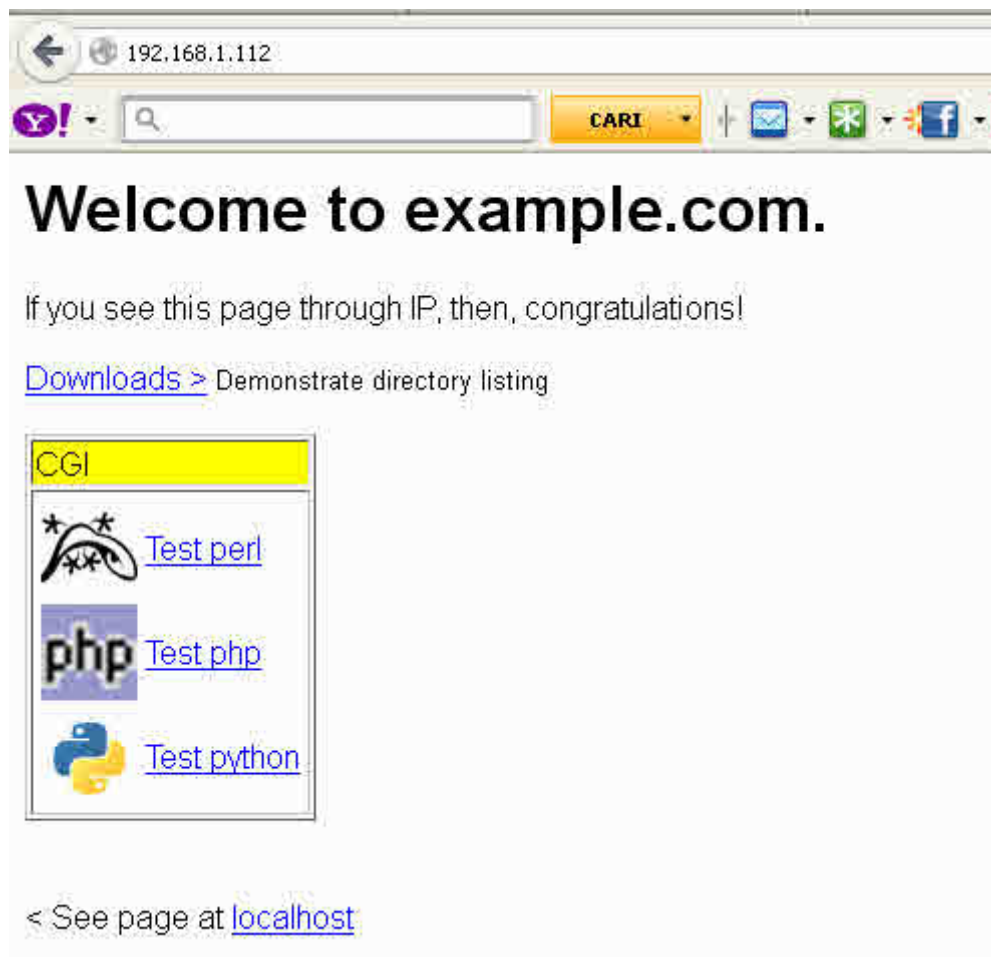 192.168.1.112
Y! CARI f
Welcome to example.com.
If you see this page through IP, then, congratulations!
Downloads > Demonstrate directory listing
CGI
Test perl
php Test php
Test python
< See page at localhost